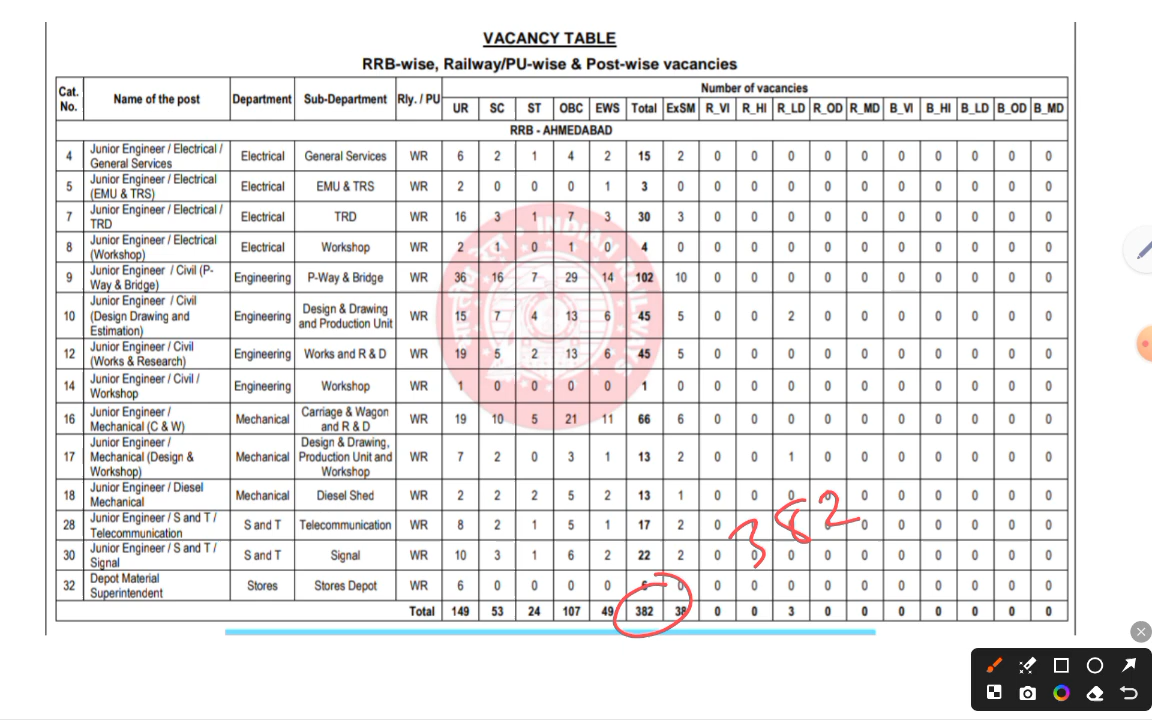 VACANCY TABLE
RRB-wise, Railway/PU-wise & Post-wise vacancies
Cat. No. Name of the post Department Sub-Department Rly. / PU Number of vacancies
UR SC ST OBC EWS Total ExSM R_VI R_HI R_LD R_OD R_MD B_VI B_HI B_LD B_OD B_MD
RRB - AHMEDABAD
4 Junior Engineer / Electrical / General Services Electrical General Services WR 6 2 1 4 2 15 2 0 0 0 0 0 0 0 0 0 0
5 Junior Engineer / Electrical (EMU & TRS) Electrical EMU & TRS WR 2 0 0 0 1 3 0 0 0 0 0 0 0 0 0 0 0
7 Junior Engineer / Electrical / TRD Electrical TRD WR 16 3 1 7 3 30 3 0 0 0 0 0 0 0 0 0 0
8 Junior Engineer / Electrical (Workshop) Electrical Workshop WR 2 1 0 1 0 4 0 0 0 0 0 0 0 0 0 0 0
9 Junior Engineer / Civil (P-Way & Bridge) Engineering P-Way & Bridge WR 36 16 7 29 14 102 10 0 0 0 0 0 0 0 0 0 0
10 Junior Engineer / Civil (Design Drawing and Estimation) Engineering Design & Drawing and Production Unit WR 15 7 4 13 6 45 5 0 0 2 0 0 0 0 0 0 0
12 Junior Engineer / Civil (Works & Research) Engineering Works and R & D WR 19 5 2 13 6 45 5 0 0 0 0 0 0 0 0 0 0
14 Junior Engineer / Civil / Workshop Engineering Workshop WR 1 0 0 0 0 1 0 0 0 0 0 0 0 0 0 0 0
16 Junior Engineer / Mechanical (C & W) Mechanical Carriage & Wagon and R & D WR 19 10 5 21 11 66 6 0 0 0 0 0 0 0 0 0 0
17 Junior Engineer / Mechanical (Design & Workshop) Mechanical Design & Drawing, Production Unit and Workshop WR 7 2 0 3 1 13 2 0 0 1 0 0 0 0 0 0 0
18 Junior Engineer / Diesel Mechanical Mechanical Diesel Shed WR 2 2 2 5 2 13 1 0 0 0 0 0 0 0 0 0 0
28 Junior Engineer / S and T / Telecommunication S and T Telecommunication WR 8 2 1 5 1 17 2 0 0 0 0 0 0 0 0 0 0
30 Junior Engineer / S and T / Signal S and T Signal WR 10 3 1 6 2 22 2 0 0 0 0 0 0 0 0 0 0
32 Depot Material Superintendent Stores Stores Depot WR 6 0 0 0 0 6 0 0 0 0 0 0 0 0 0 0 0
Total 149 53 24 107 49 382 38 0 0 3 0 0 0 0 0 0 0
382
INDIAN RAILWAYS